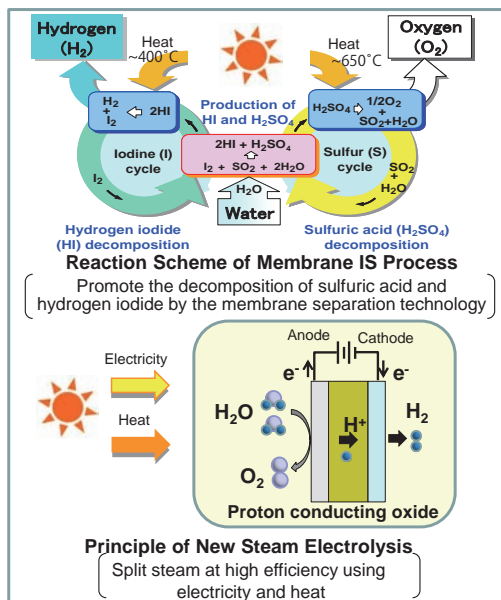 Hydrogen
(H₂)
Oxygen
(O₂)
Heat
~400℃
Heat
~650℃
H₂
+
I₂
2HI
Production of
HI and H₂SO₄
H₂SO₄
1/2O₂
+
SO₂+H₂O
2HI + H₂SO₄
I₂ + SO₂ + 2H₂O
Iodine (I)
cycle
Sulfur (S)
cycle
I₂
SO₂
+
H₂O
H₂O
Water
Hydrogen iodide
(HI) decomposition
Sulfuric acid (H₂SO₄)
decomposition
Reaction Scheme of Membrane IS Process
Promote the decomposition of sulfuric acid and
hydrogen iodide by the membrane separation technology
Electricity
Heat
Anode
Cathode
e⁻
e⁻
H₂O
H⁺
H₂
O₂
Proton conducting oxide
Principle of New Steam Electrolysis
Split steam at high efficiency using
electricity and heat